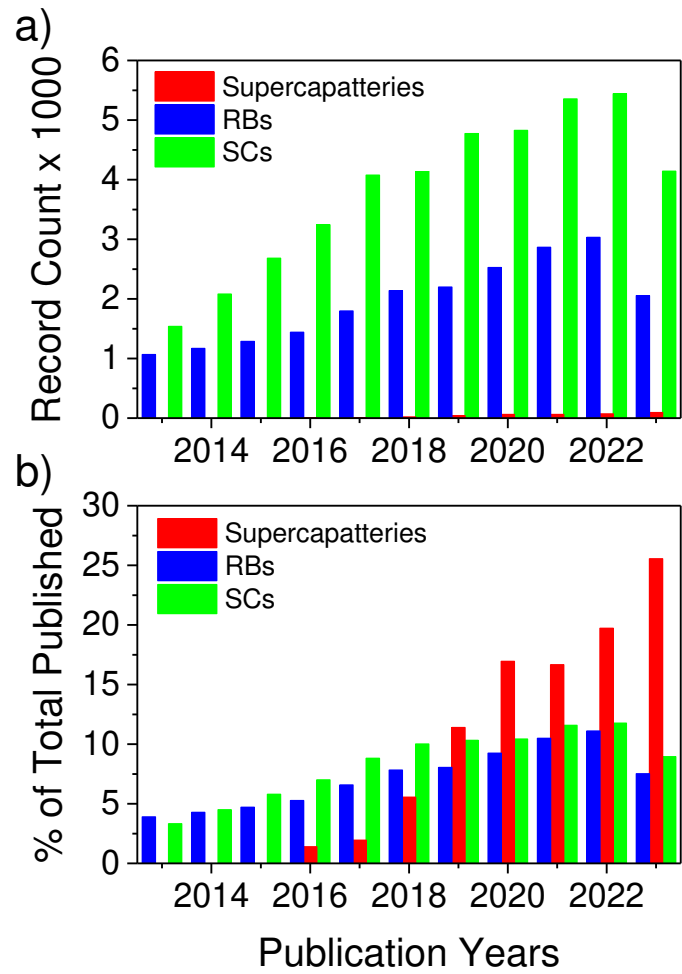 a)
Record Count x 1000
6
5
4
3
2
1
0
Supercapatteries
RBs
SCs
2014 2016 2018 2020 2022
b)
% of Total Published
30
25
20
15
10
5
0
Supercapatteries
RBs
SCs
2014 2016 2018 2020 2022
Publication Years